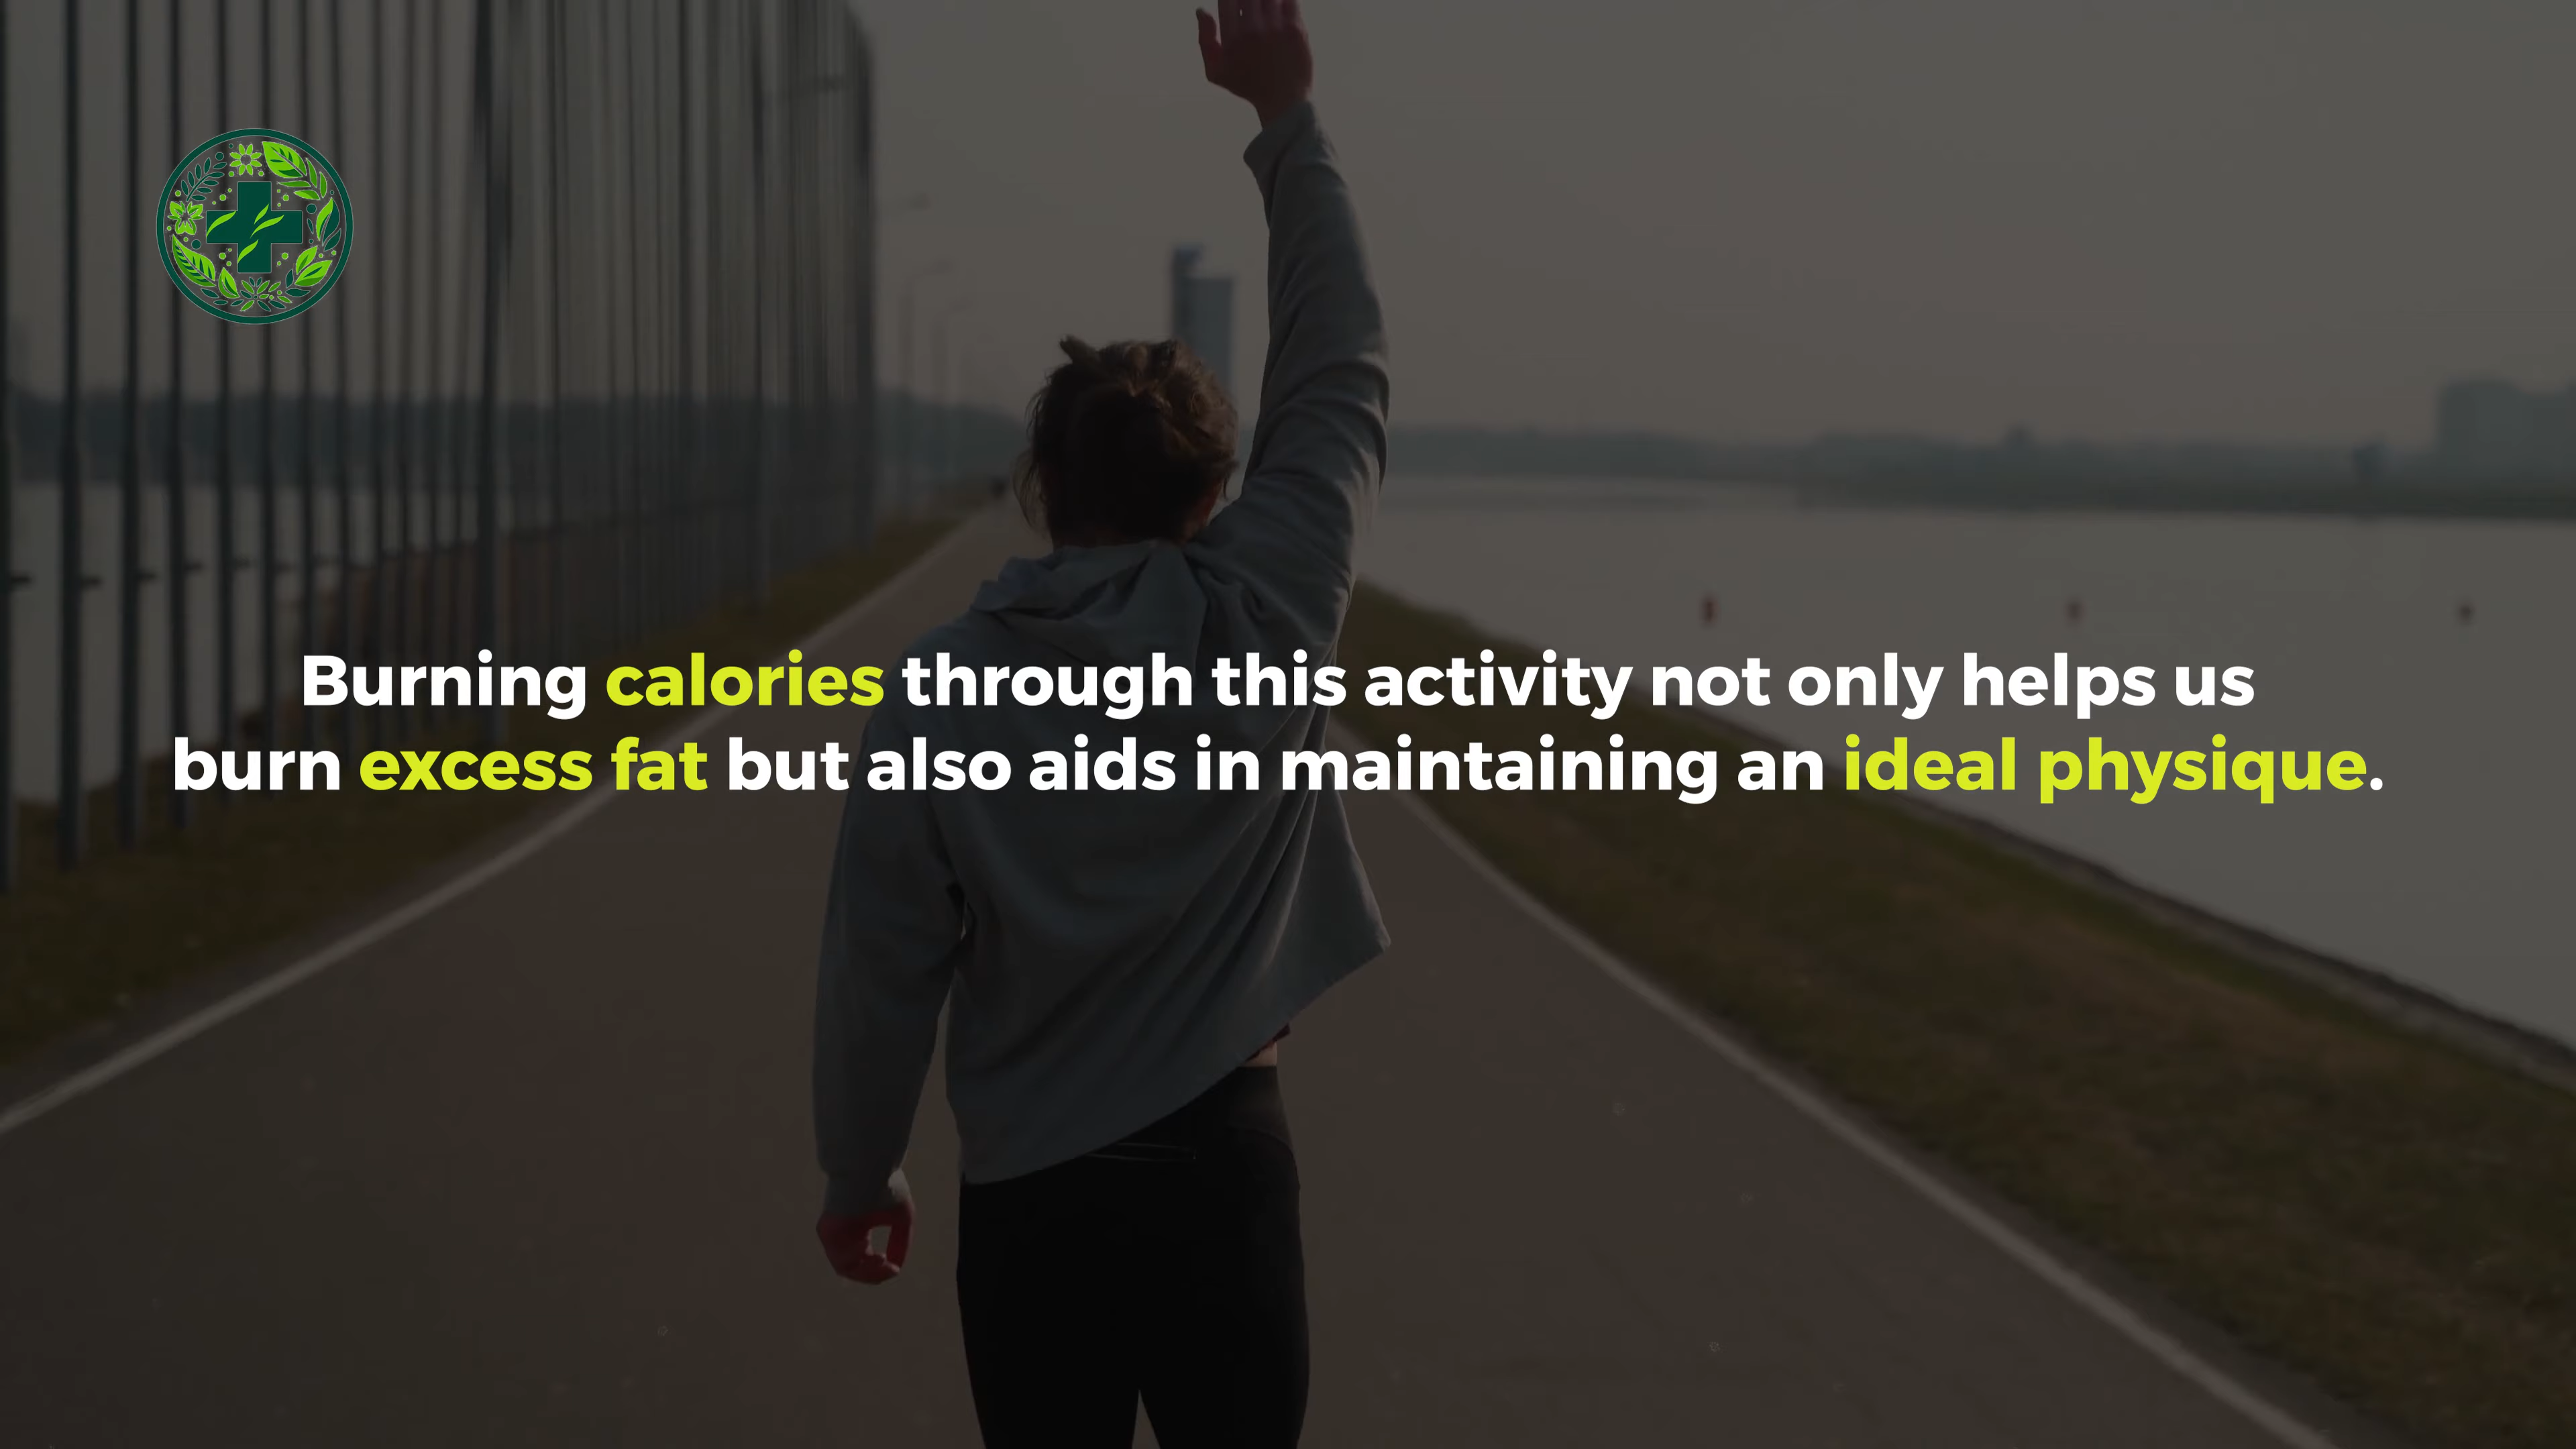 Burning calories through this activity not only helps us
burn excess fat but also aids in maintaining an ideal physique.